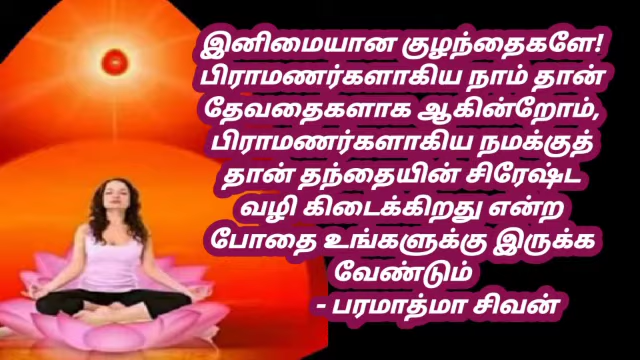 இனிமையான குழந்தைகளே!
பிராமணர்களாகிய நாம் தான்
தேவதைகளாக ஆகின்றோம்,
பிராமணர்களாகிய நமக்குத்
தான் தந்தையின் சிரேஷ்ட
வழி கிடைக்கிறது என்ற
போதை உங்களுக்கு இருக்க
வேண்டும்
- பரமாத்மா சிவன்